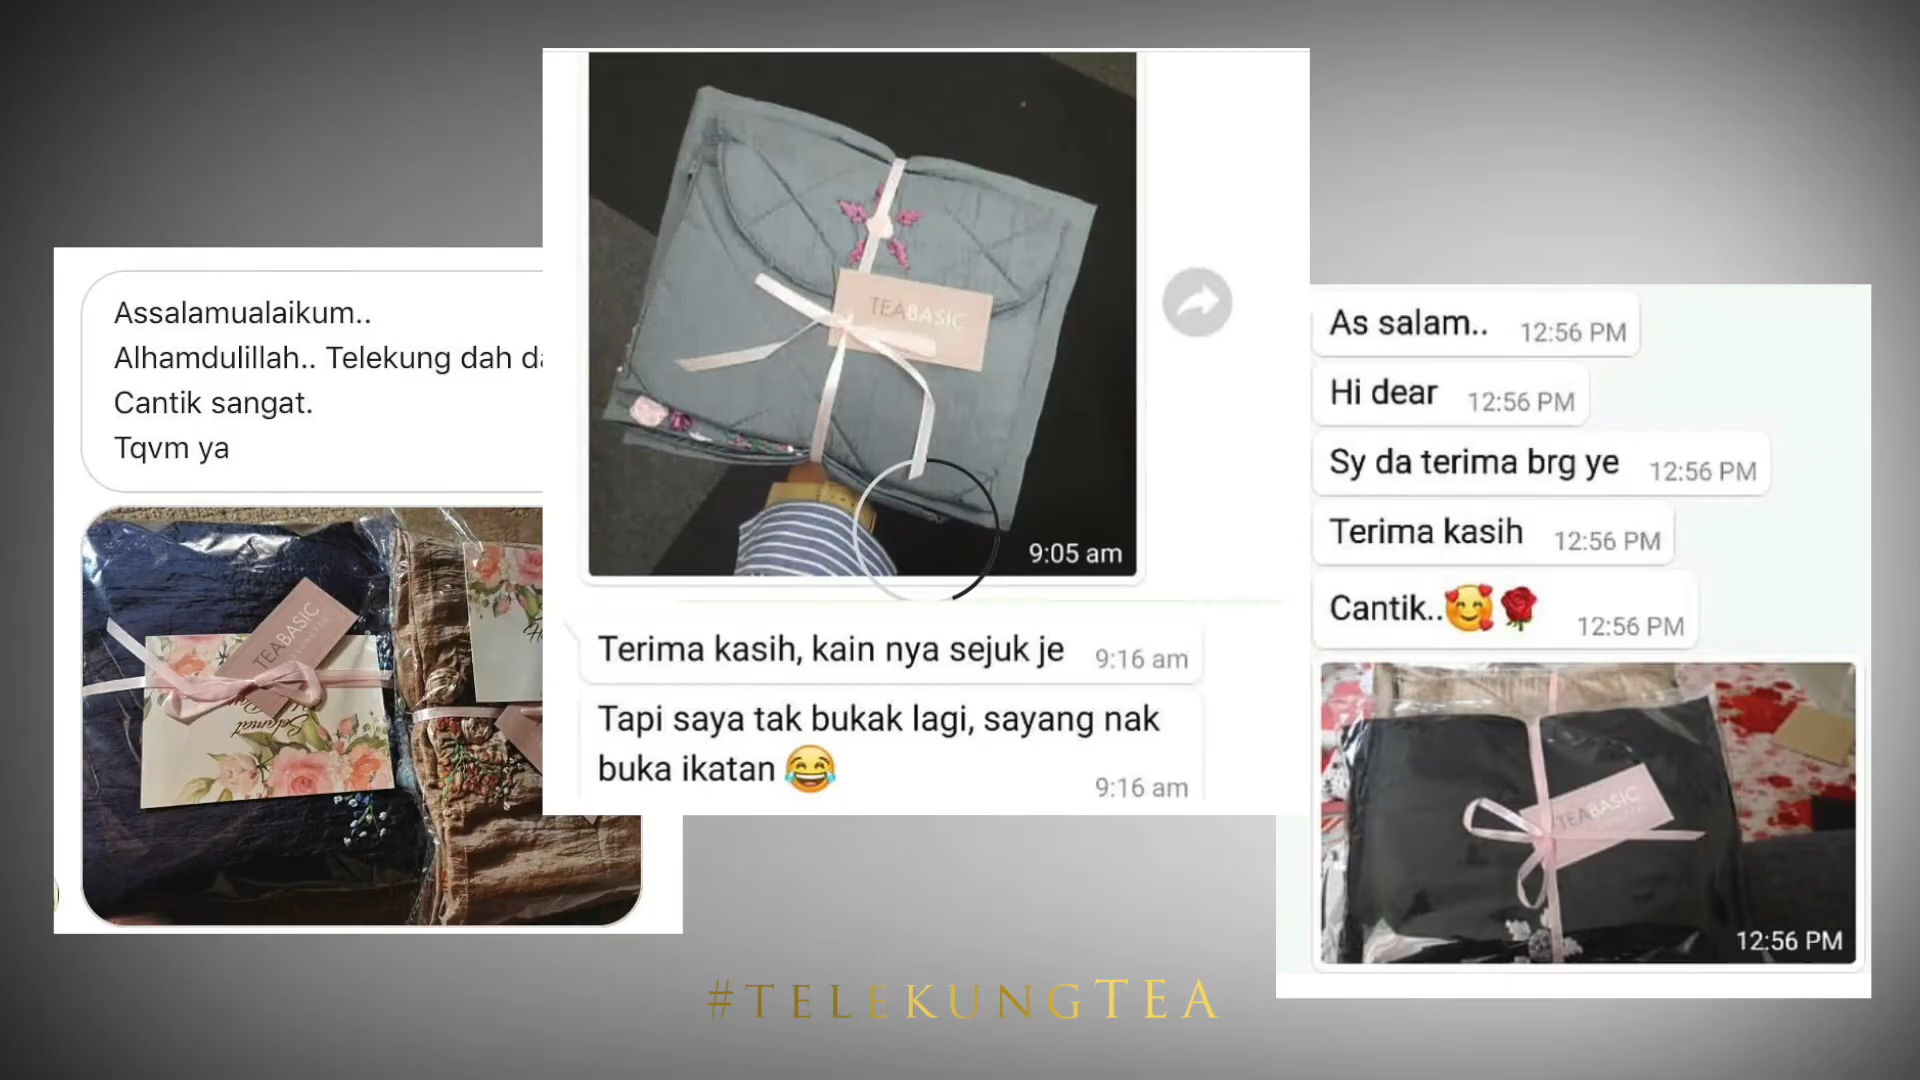 Assalamualaikum..
Alhamdulillah.. Telekung dah
Cantik sangat.
Tqvm ya
TEABASIC
Selamat
TEABASIC
9:05 am
Terima kasih, kain nya sejuk je 9:16 am
Tapi saya tak bukak lagi, sayang nak
buka ikatan😂
9:16 am
As salam.. 12:56 PM
Hi dear 12:56 PM
Sy da terima brg ye 12:56 PM
Terima kasih 12:56 PM
Cantik..🥰🌹 12:56 PM
TEABASIC
12:56 PM
#TELEKUNGTEA